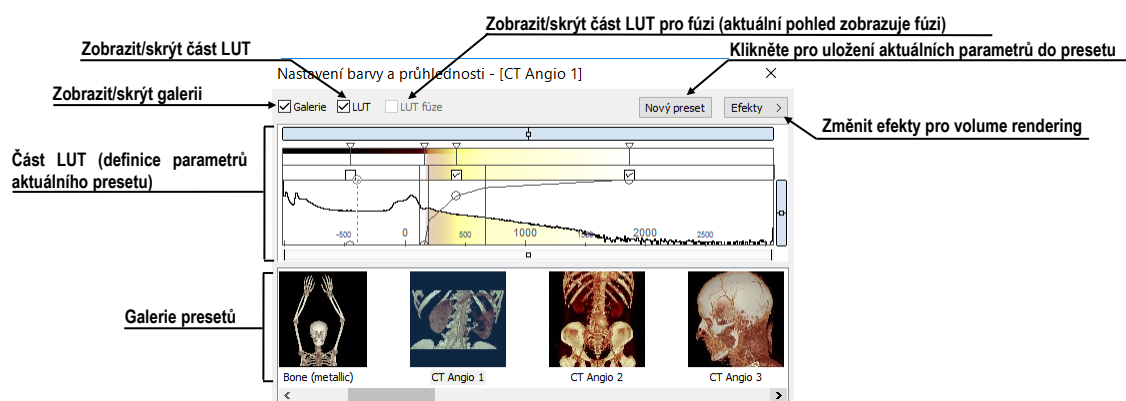 Zobrazit/skrýt část LUT pro fúzi (aktuální pohled zobrazuje fúzi)
Zobrazit/skrýt část LUT
Klikněte pro uložení aktuálních parametrů do presetu
Nastavení barvy a průhlednosti - [CT Angio 1]
Zobrazit/skrýt galerii
Galerie LUT LUT fúze Nový preset Efekty >
Změnit efekty pro volume rendering
Část LUT (definice parametrů
aktuálního presetu)
-500 0 500 1000 1500 2000 2500
Galerie presetů
Bone (metallic) CT Angio 1 CT Angio 2 CT Angio 3